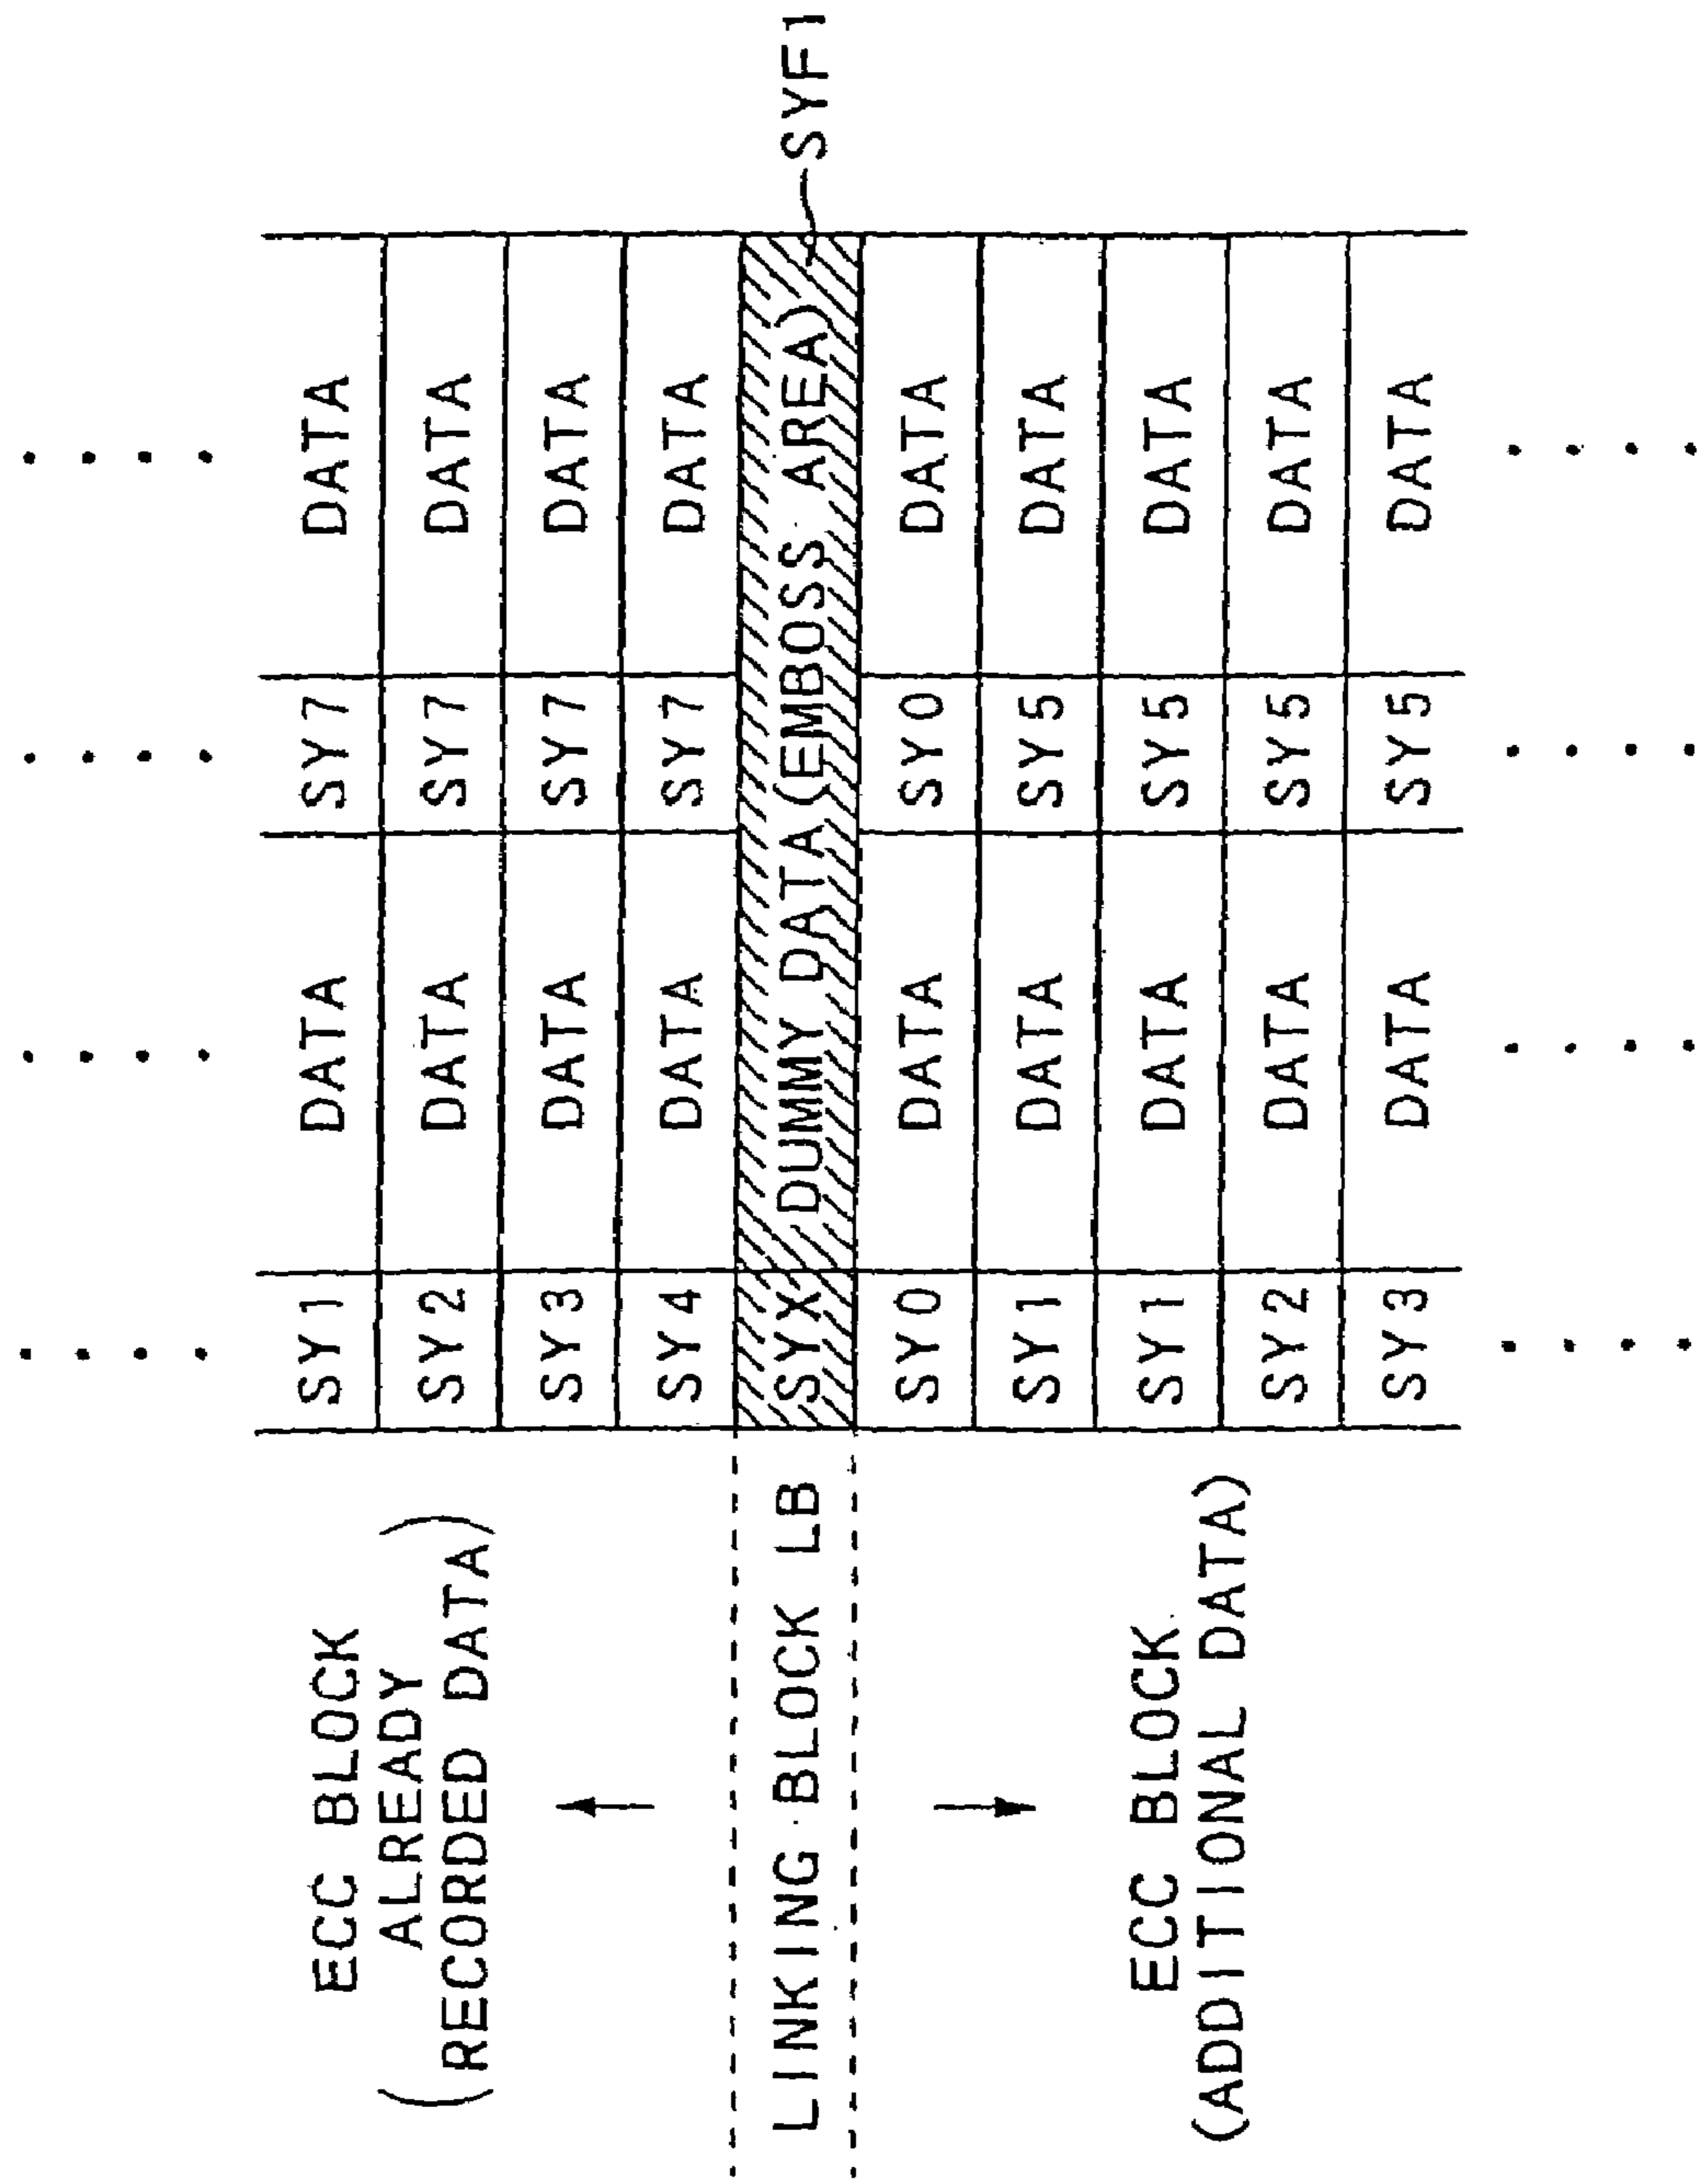 ECC BLOCK
ALREADY
(RECORDED DATA)
SY1 DATA SY7 DATA
SY2 DATA SY7 DATA
SY3 DATA SY7 DATA
SY4 DATA SY7 DATA
LINKING BLOCK LB
SYX DUMMY DATA (EMBOSS AREA)
SYF1
ECC BLOCK
(ADDITIONAL DATA)
SY0 DATA SY0 DATA
SY1 DATA SY5 DATA
SY1 DATA SY5 DATA
SY2 DATA SY5 DATA
SY3 DATA SY5 DATA